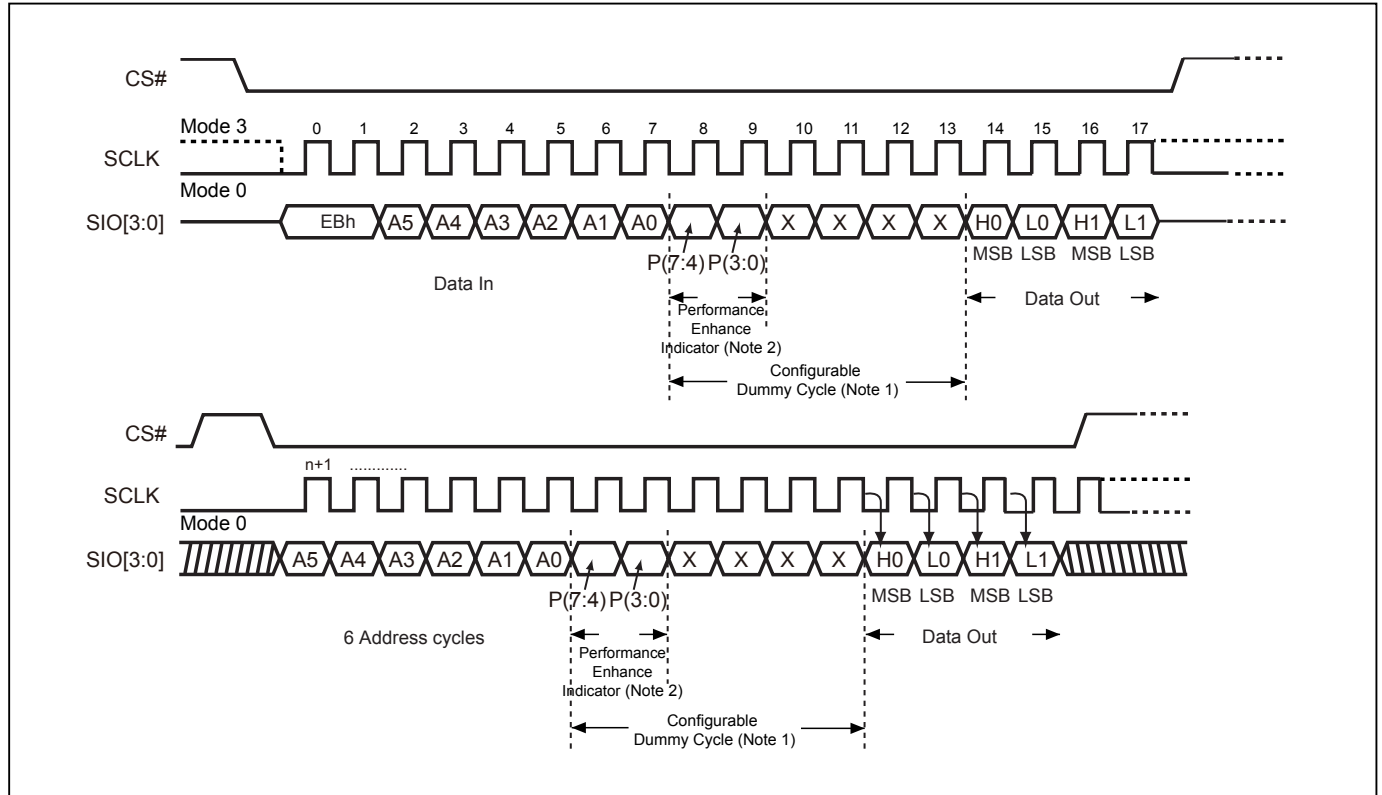 CS#
Mode 3
0 1 2 3 4 5 6 7 8 9 10 11 12 13 14 15 16 17
SCLK
Mode 0
SIO[3:0] EBh A5 A4 A3 A2 A1 A0 X X X X H0 L0 H1 L1
P(7:4) P(3:0) MSB LSB MSB LSB
Data In
Data Out
Performance
Enhance
Indicator (Note 2)
Configurable
Dummy Cycle (Note 1)
CS#
n+1 .............
SCLK
Mode 0
SIO[3:0] A5 A4 A3 A2 A1 A0 X X X X H0 L0 H1 L1
P(7:4) P(3:0) MSB LSB MSB LSB
6 Address cycles
Data Out
Performance
Enhance
Indicator (Note 2)
Configurable
Dummy Cycle (Note 1)